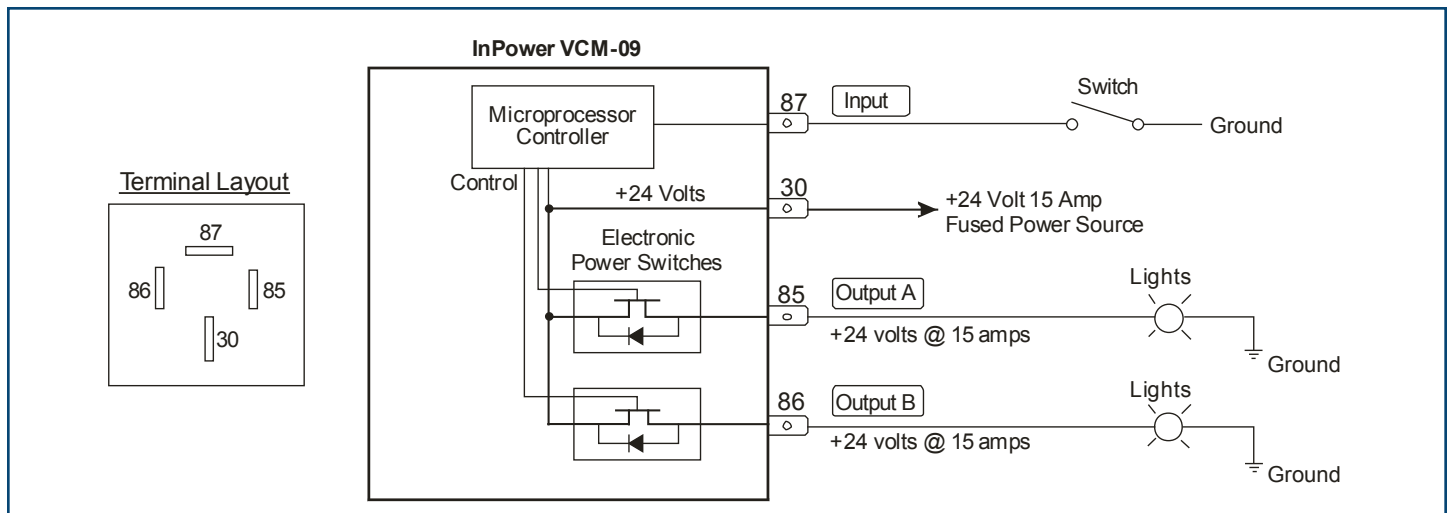 InPower VCM-09
Terminal Layout
87
86
85
30
Microprocessor
Controller
Control
+24 Volts
Electronic
Power Switches
87
Input
Switch
Ground
30
+24 Volt 15 Amp
Fused Power Source
85
Output A
+24 volts @ 15 amps
Lights
Ground
86
Output B
+24 volts @ 15 amps
Lights
Ground